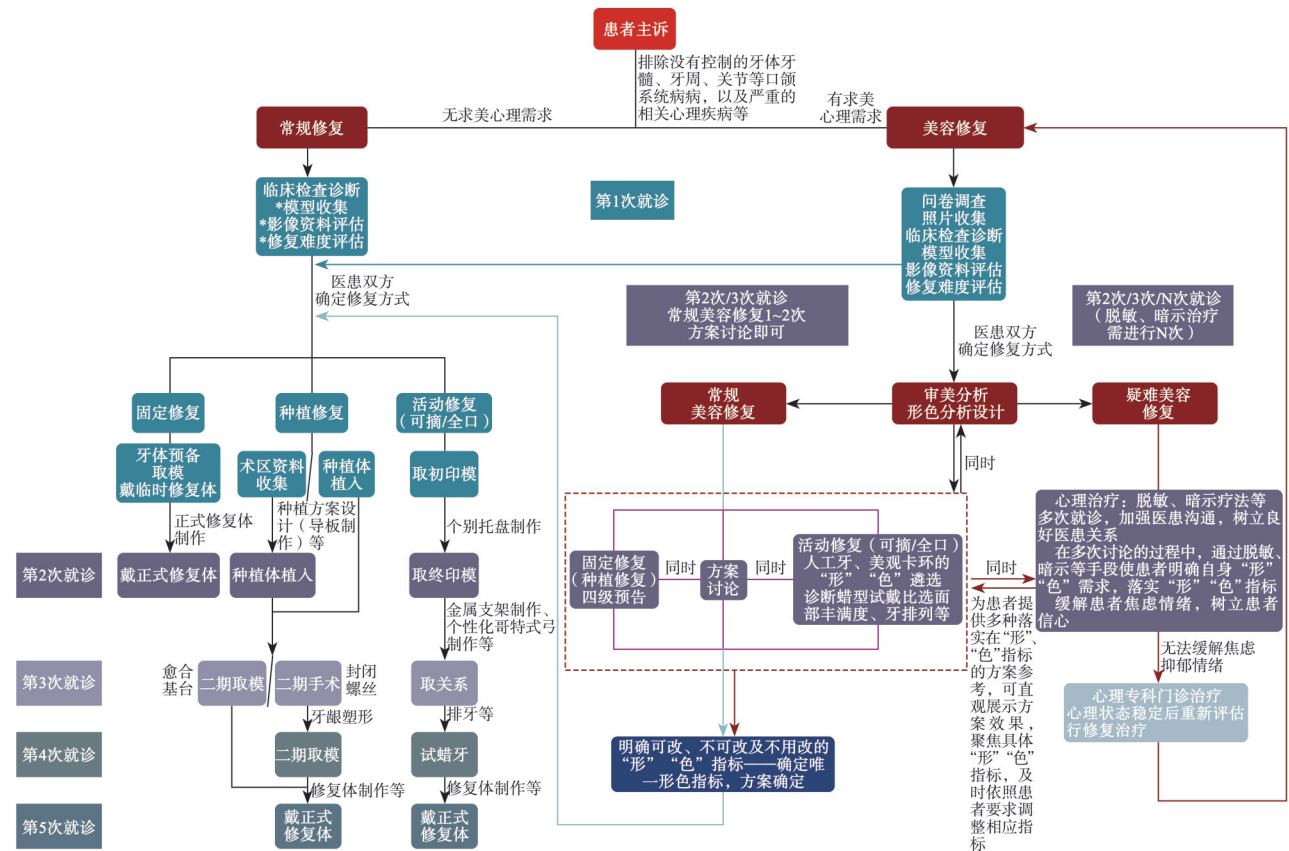 患者主诉
排除没有控制的牙体牙
髓、牙周、关节等口颌
系统病病，以及严重的
相关心理疾病等
无求美心理需求
有求美
心理需求
常规修复
美容修复
临床检查诊断
*模型收集
*影像资料评估
*修复难度评估
第1次就诊
问卷调查
照片收集
临床检查诊断
模型收集
影像资料评估
修复难度评估
医患双方
确定修复方式
第2次/3次就诊
常规美容修复1~2次
方案讨论即可
第2次/3次/N次就诊
（脱敏、暗示治疗
需进行N次）
医患双方
确定修复方式
固定修复
种植修复
活动修复
（可摘/全口）
常规
美容修复
审美分析
形色分析设计
疑难美容
修复
牙体预备
取模
戴临时修复体
术区资料
收集
种植体
植入
取初印模
同时
正式修复体
制作
种植方案设
计（导板制
作）等
个别托盘制作
心理治疗：脱敏、暗示疗法等
多次就诊，加强医患沟通，树立良
好医患关系
在多次讨论的过程中，通过脱敏、
暗示等手段使患者明确自身“形”
“色”需求，落实“形”“色”指标
缓解患者焦虑情绪，树立患者
信心
第2次就诊
戴正式修复体
种植体植入
取终印模
固定修复
（种植修复）
四级预告
同时
方案
讨论
同时
活动修复（可摘/全口）
人工牙、美观卡环的
“形” “色”遴选
诊断蜡型试戴比选面
部丰满度、牙排列等
金属支架制作、
个性化哥特式弓
制作等
为患者提
供多种落
实在“形”、
“色”指标
的方案参
考，可直
观展示方
案效果，
聚焦具体
“形”“色”
指标，及
时依照患
者要求调
整相应指
标
无法缓解焦虑
抑郁情绪
第3次就诊
愈合
基台
二期取模
二期手术
封闭
螺丝
取关系
心理专科门诊治疗
心理状态稳定后重新评估
行修复治疗
牙龈塑形
排牙等
第4次就诊
二期取模
试蜡牙
明确可改、不可改及不用改的
“形” “色”指标——确定唯
一形色指标，方案确定
修复体制作等
修复体制作等
第5次就诊
戴正式
修复体
戴正式
修复体